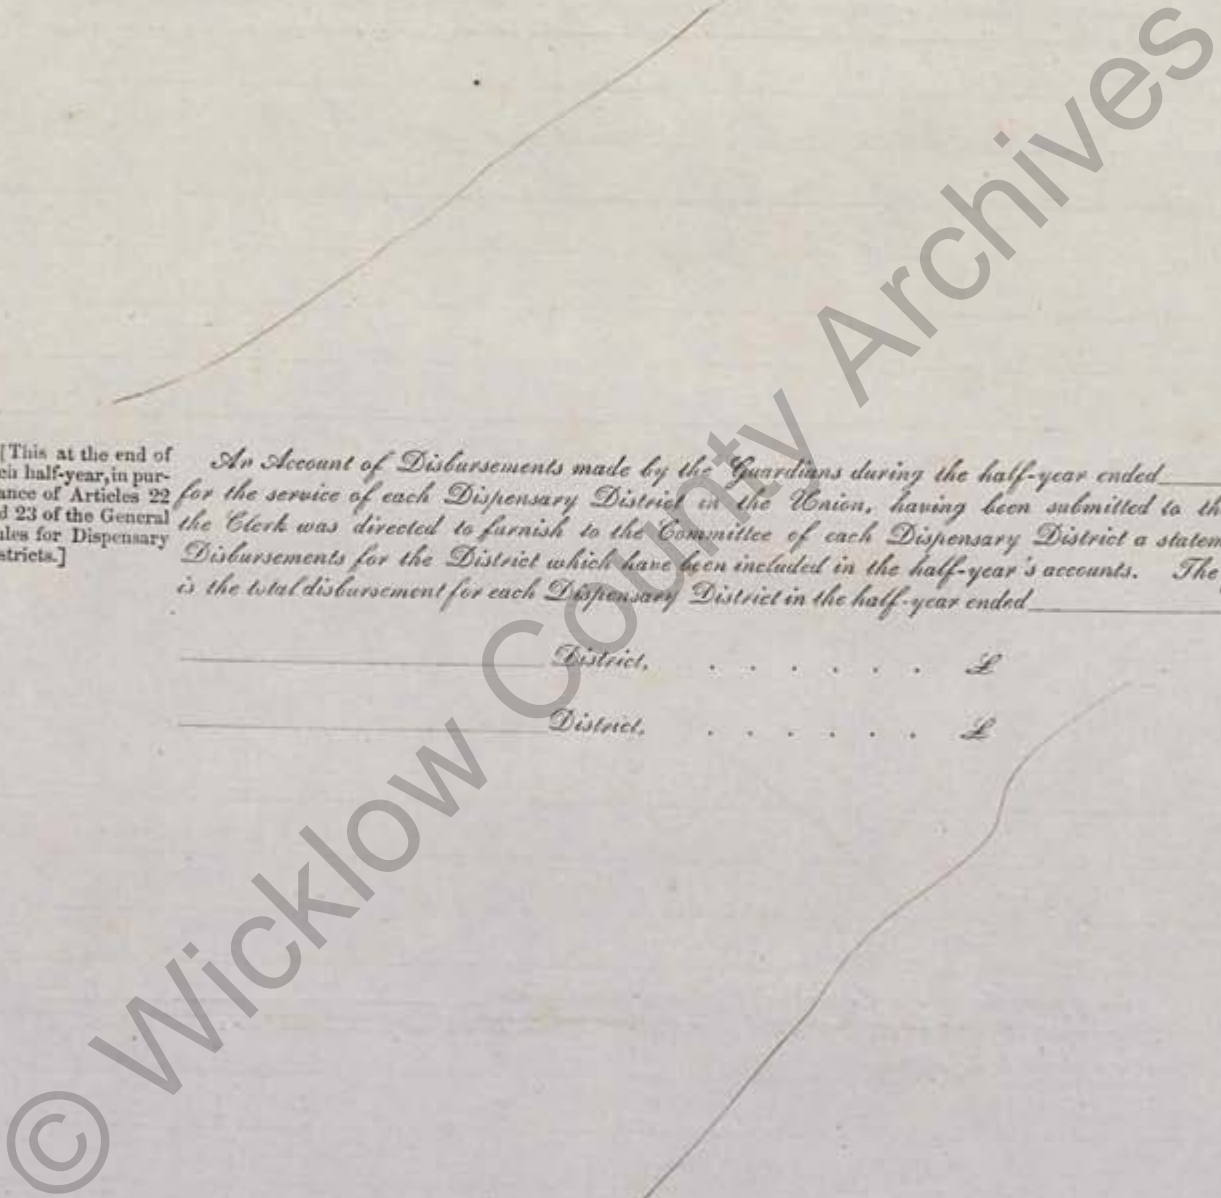 [This at the end of
ch half-year, in pur-
ance of Articles 22
d 23 of the General
ules for Dispensary
stricts.]
An Account of Disbursements made by the Guardians during the half-year ended
for the service of each Dispensary District in the Union, having been submitted to th
the Clerk was directed to furnish to the Committee of each Dispensary District a statem
Disbursements for the District which have been included in the half-year's accounts. The
is the total disbursement for each Dispensary District in the half-year ended
District, . . . . . . £
District, . . . . . . £
© Wicklow County Archives